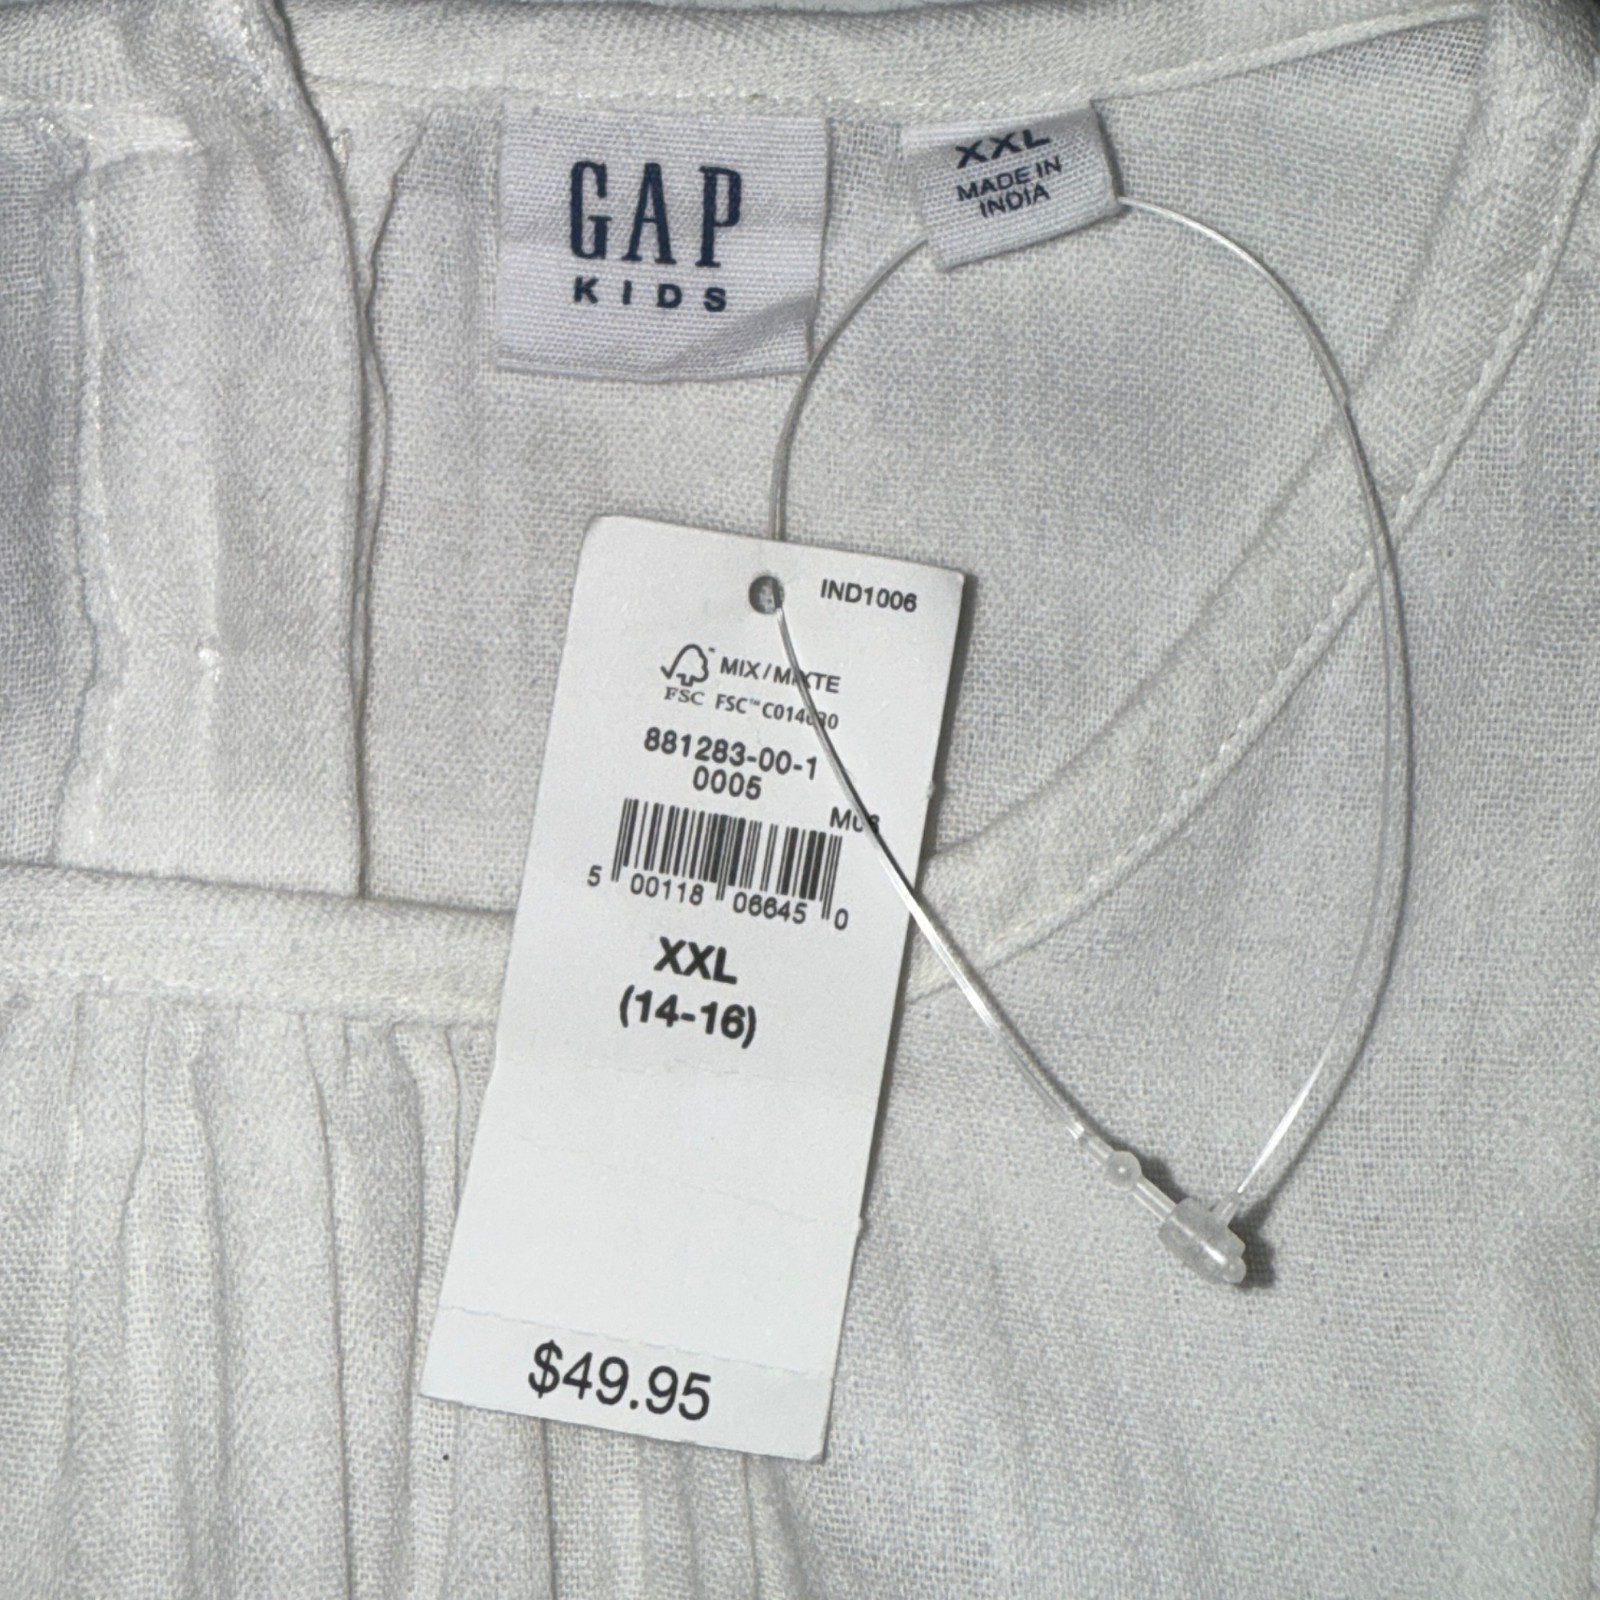 GAP
KIDS
XXL
MADE IN
INDIA
IND1006
MIX / MIXTE
FSC FSC™
881283-00-1
0005
5 00118 06645 0
XXL
(14-16)
$49.95